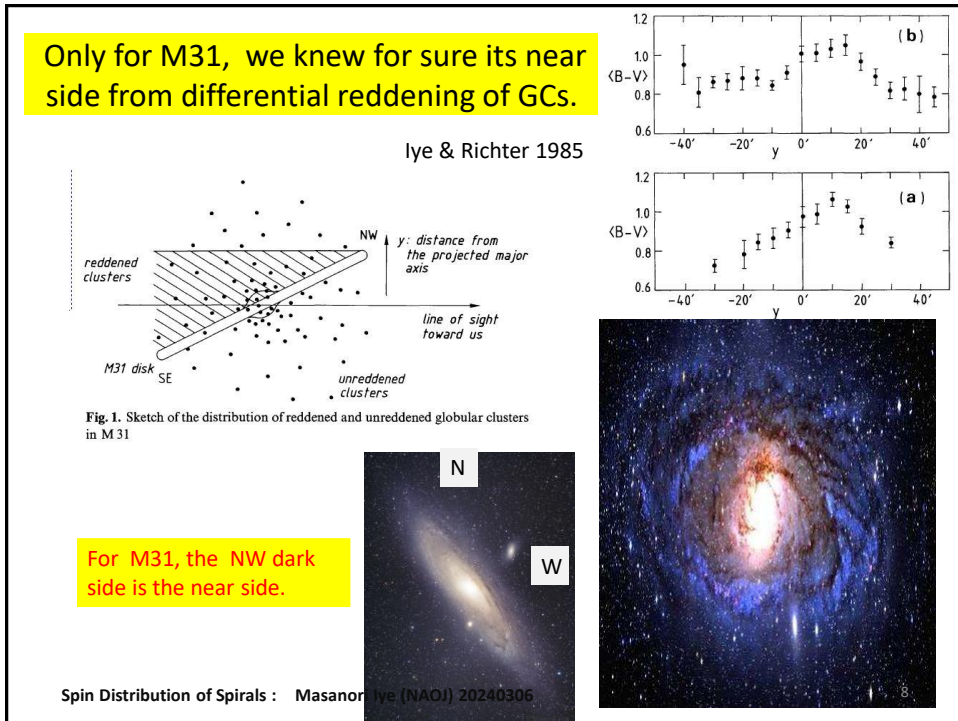 Only for M31, we knew for sure its near
side from differential reddening of GCs.
Iye & Richter 1985
reddened
clusters
NW
y: distance from
the projected major
axis
line of sight
toward us
M31 disk
SE
unreddened
clusters
Fig. 1. Sketch of the distribution of reddened and unreddened globular clusters
in M 31
(b)
1.2
1.0
⟨B-V⟩
0.8
0.6
-40' -20' 0' 20' 40'
y
(a)
1.2
1.0
⟨B-V⟩
0.8
0.6
-40' -20' 0' 20' 40'
y
N
W
For M31, the NW dark
side is the near side.
Spin Distribution of Spirals : Masanori Iye (NAOJ) 20240306
8